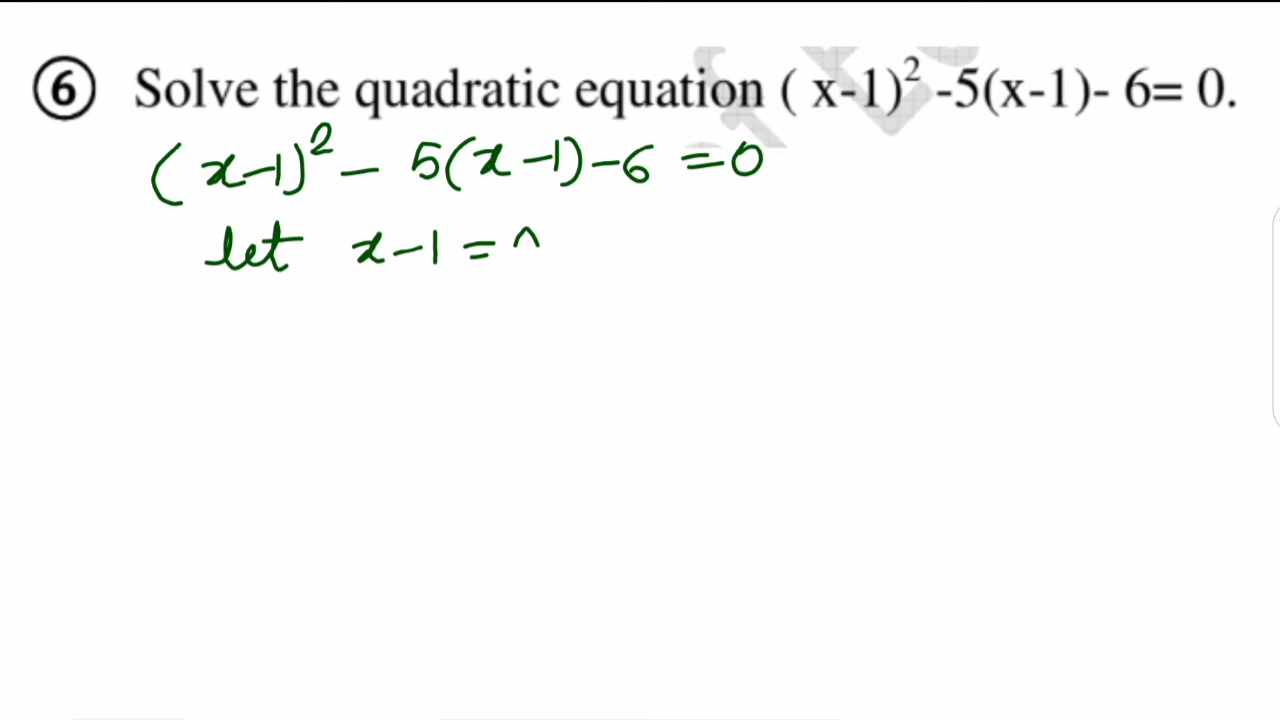 ⑥ Solve the quadratic equation ( x-1)² -5(x-1)- 6= 0.
(x-1)² - 5(x-1)-6 =0
let x-1 = ^